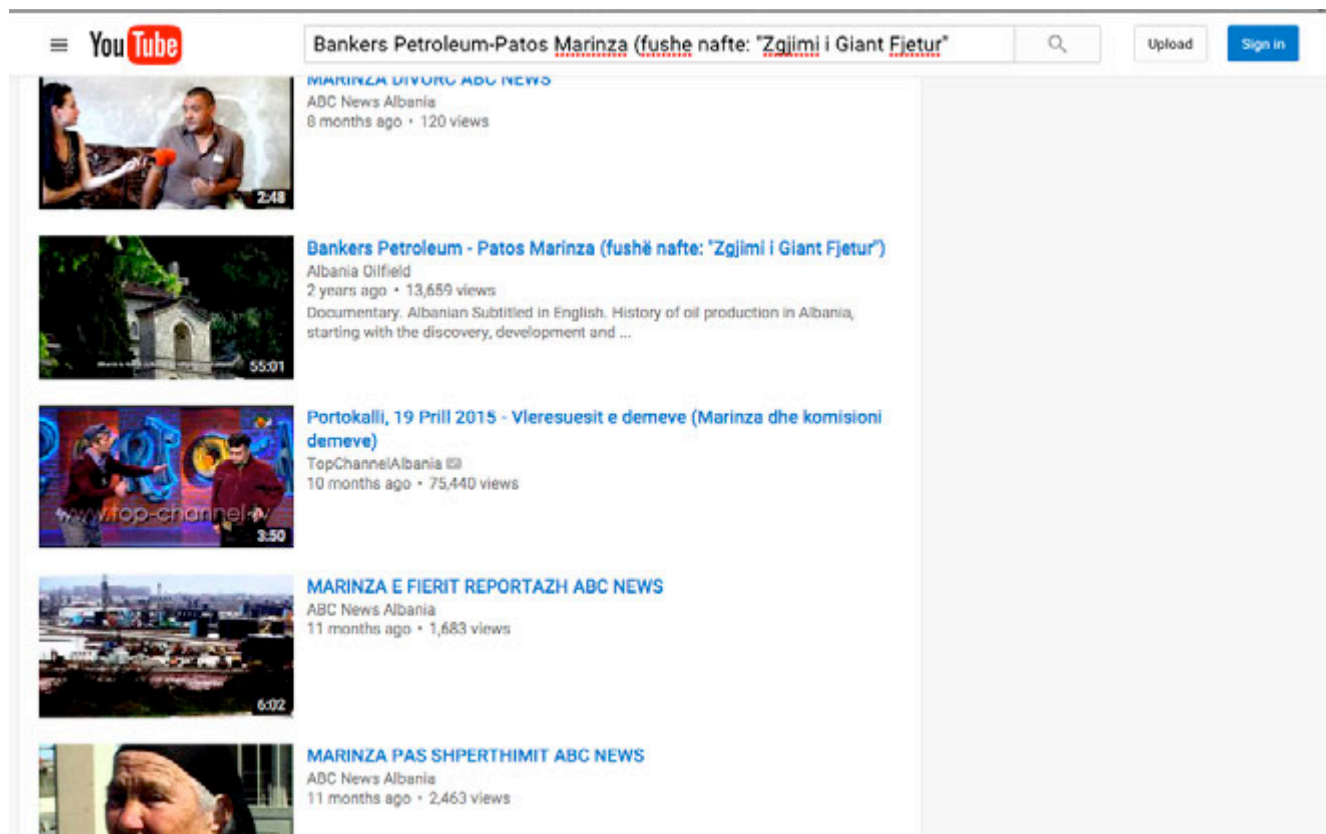 YouTube
Bankers Petroleum-Patos Marinza (fushe nafte: "Zgjimi i Giant Fjetur"
Upload
Sign in
MARINZA DIVORC ABC NEWS
ABC News Albania
8 months ago • 120 views
2:48
Bankers Petroleum - Patos Marinza (fushë nafte: "Zgjimi i Giant Fjetur")
Albania Oilfield
2 years ago • 13,659 views
Documentary. Albanian Subtitled in English. History of oil production in Albania,
starting with the discovery, development and ...
55:01
Portokalli, 19 Prill 2015 - Vleresuesit e demeve (Marinza dhe komisioni
demeve)
TopChannelAlbania
10 months ago • 75,440 views
www.top-channel.tv
3:50
MARINZA E FIERIT REPORTAZH ABC NEWS
ABC News Albania
11 months ago • 1,683 views
6:02
MARINZA PAS SHPERTHIMIT ABC NEWS
ABC News Albania
11 months ago • 2,463 views